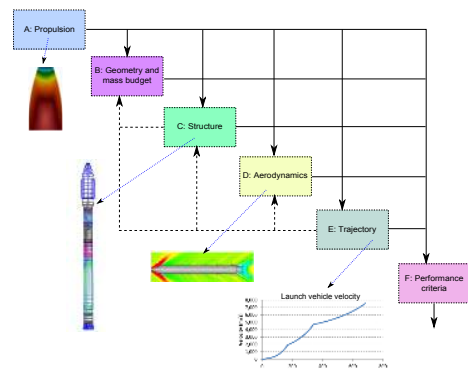 A: Propulsion
B: Geometry and
mass budget
C: Structure
D: Aerodynamics
E: Trajectory
F: Performance
criteria
Launch vehicle velocity